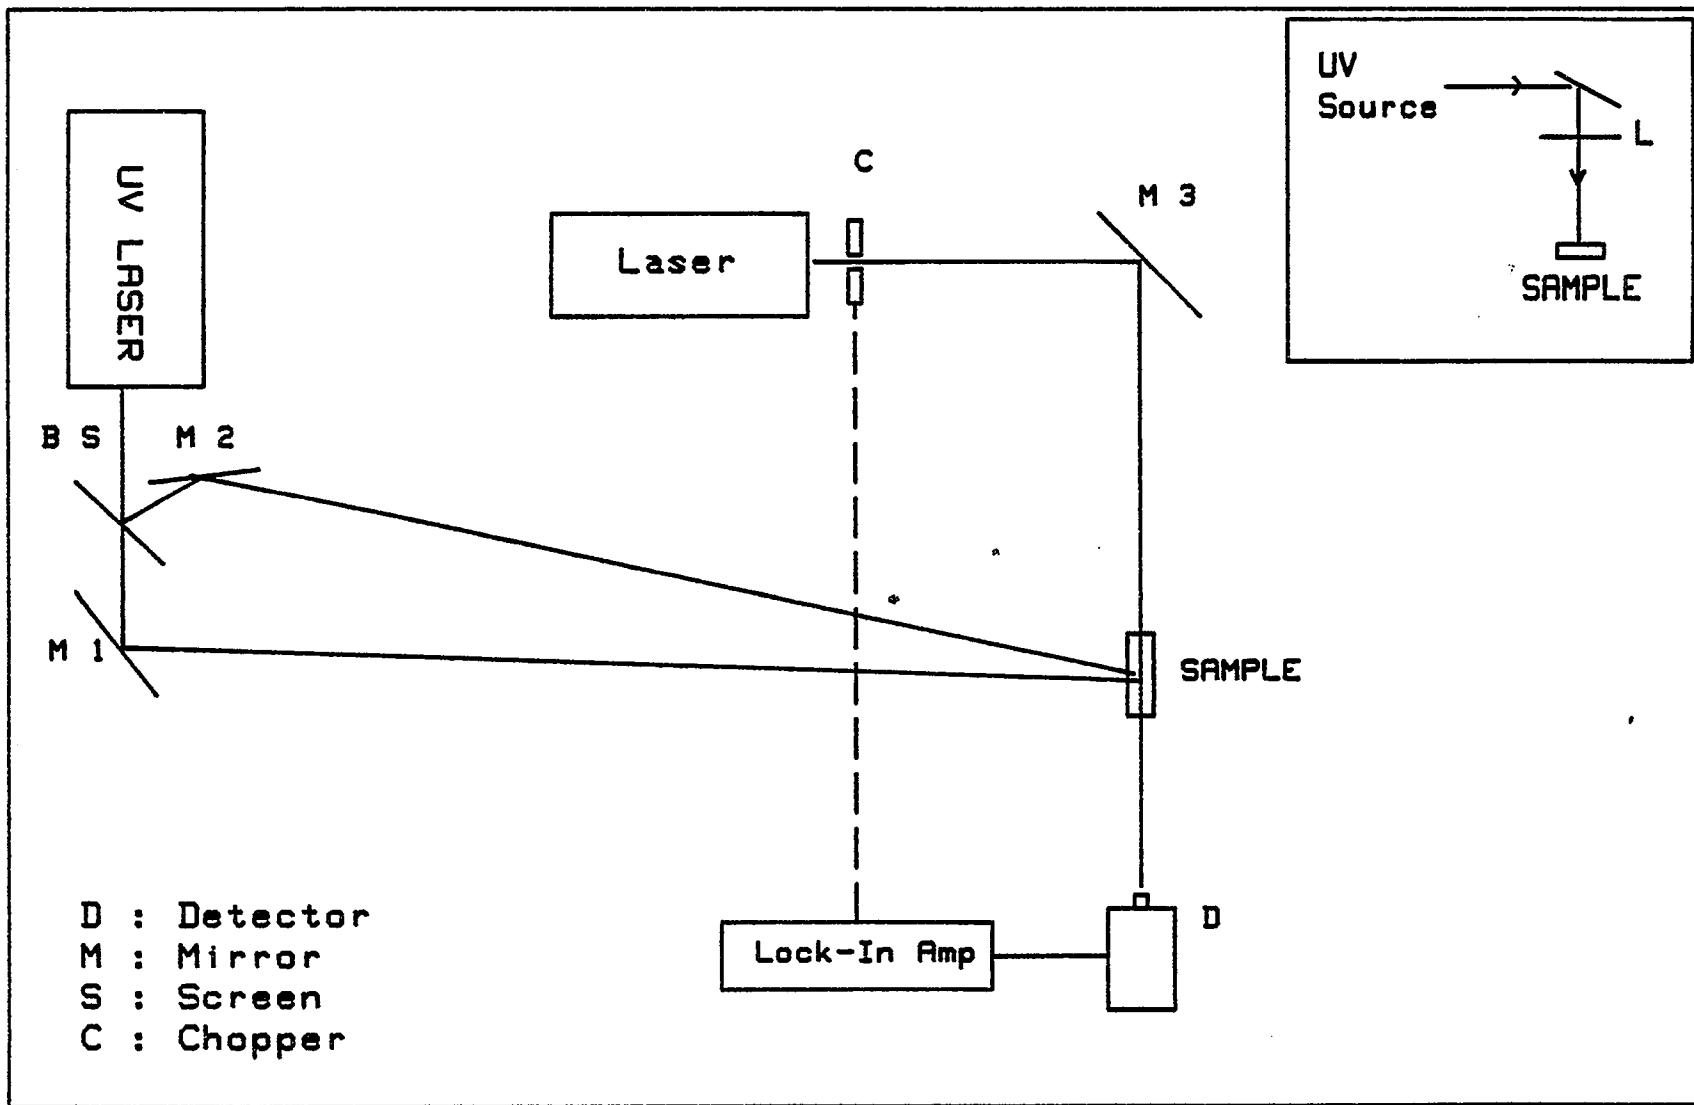 UV
Source
L
SAMPLE
UV LASER
C
M 3
Laser
B S
M 2
M 1
SAMPLE
D
Lock-In Amp
D : Detector
M : Mirror
S : Screen
C : Chopper